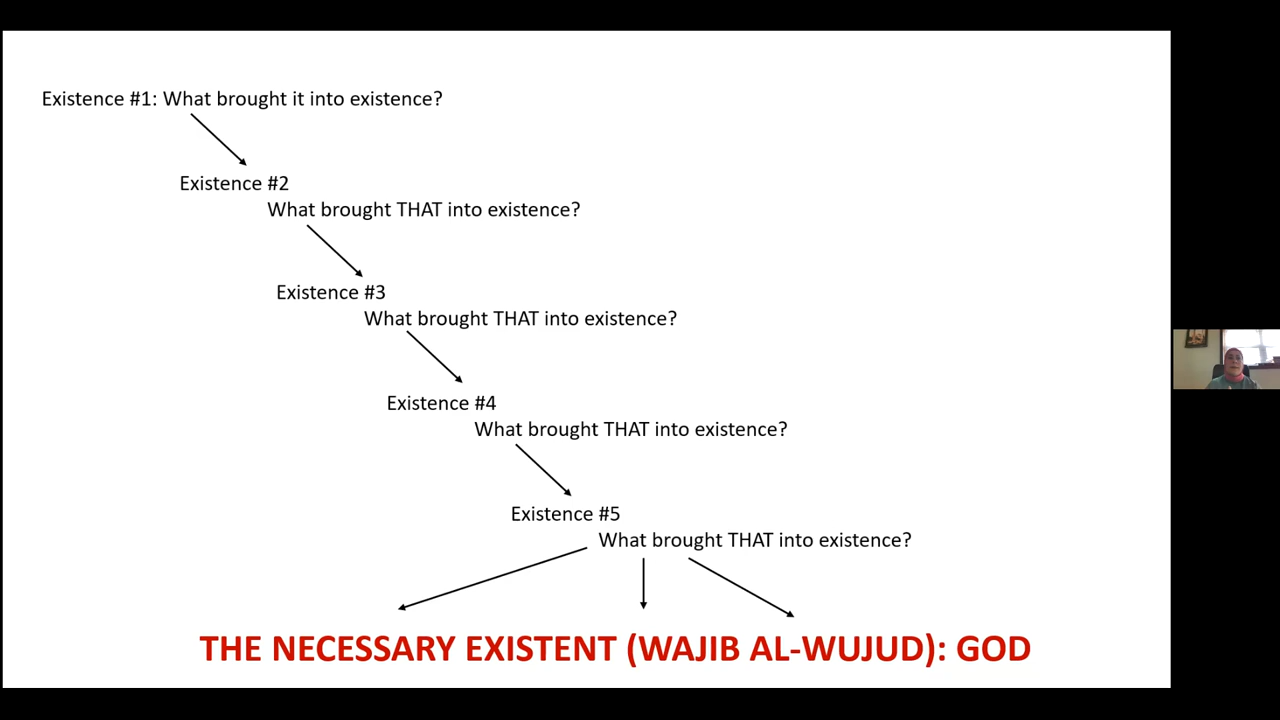 Existence #1: What brought it into existence?
Existence #2
What brought THAT into existence?
Existence #3
What brought THAT into existence?
Existence #4
What brought THAT into existence?
Existence #5
What brought THAT into existence?
THE NECESSARY EXISTENT (WAJIB AL-WUJUD): GOD